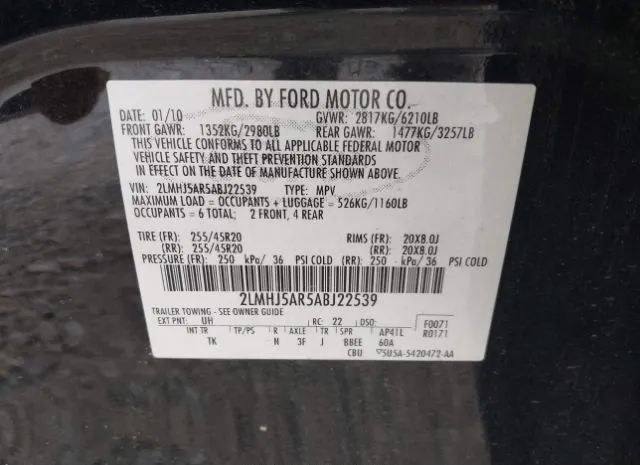 MFD. BY FORD MOTOR CO.
DATE: 01/10 GVWR: 2817KG/6210LB
FRONT GAWR: 1352KG/2980LB REAR GAWR: 1477KG/3257LB
THIS VEHICLE CONFORMS TO ALL APPLICABLE FEDERAL MOTOR
VEHICLE SAFETY AND THEFT PREVENTION STANDARDS
IN EFFECT ON THE DATE OF MANUFACTURE SHOWN ABOVE.
VIN: 2LMHJ5AR5ABJ22539 TYPE: MPV
MAXIMUM LOAD = OCCUPANTS + LUGGAGE = 526KG/1160LB
OCCUPANTS = 6 TOTAL; 2 FRONT, 4 REAR
TIRE (FR): 255/45R20 RIMS (FR): 20X8.0J
(RR): 255/45R20 (RR): 20X8.0J
PRESSURE (FR): 250 kPa/ 36 PSI COLD (RR): 250 kPa/ 36 PSI COLD
2LMHJ5AR5ABJ22539
TRAILER TOWING - SEE OWNER GUIDE
EXT PNT: UH RC: 22 DSO: F0071
INT TR TP/PS R AXLE TR SPR AP41L R0171
TK N 3F J BBEE 60A
CBU 5U5A-5420472-AA